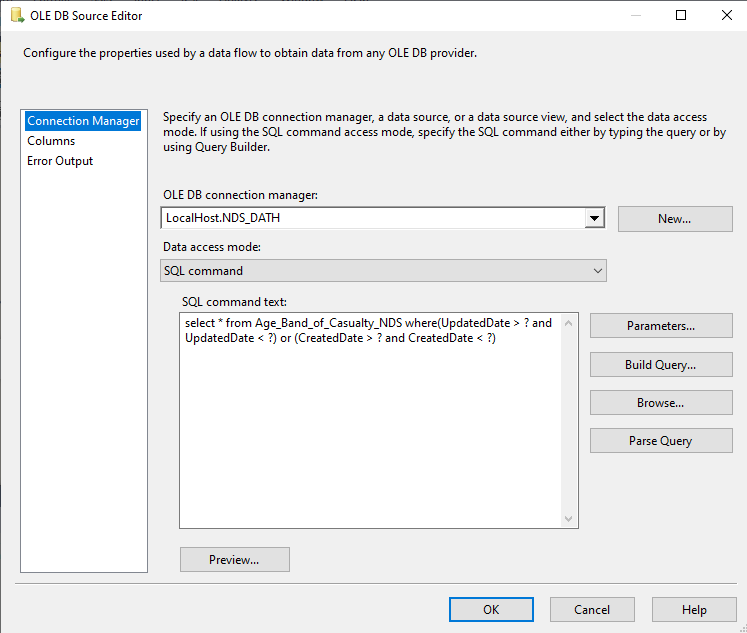 OLE DB Source Editor
Configure the properties used by a data flow to obtain data from any OLE DB provider.
Connection Manager
Columns
Error Output
Specify an OLE DB connection manager, a data source, or a data source view, and select the data access
mode. If using the SQL command access mode, specify the SQL command either by typing the query or by
using Query Builder.
OLE DB connection manager:
LocalHost.NDS_DATH
New...
Data access mode:
SQL command
SQL command text:
select * from Age_Band_of_Casualty_NDS where(UpdatedDate > ? and
UpdatedDate < ?) or (CreatedDate > ? and CreatedDate < ?)
Parameters...
Build Query...
Browse...
Parse Query
Preview...
OK
Cancel
Help